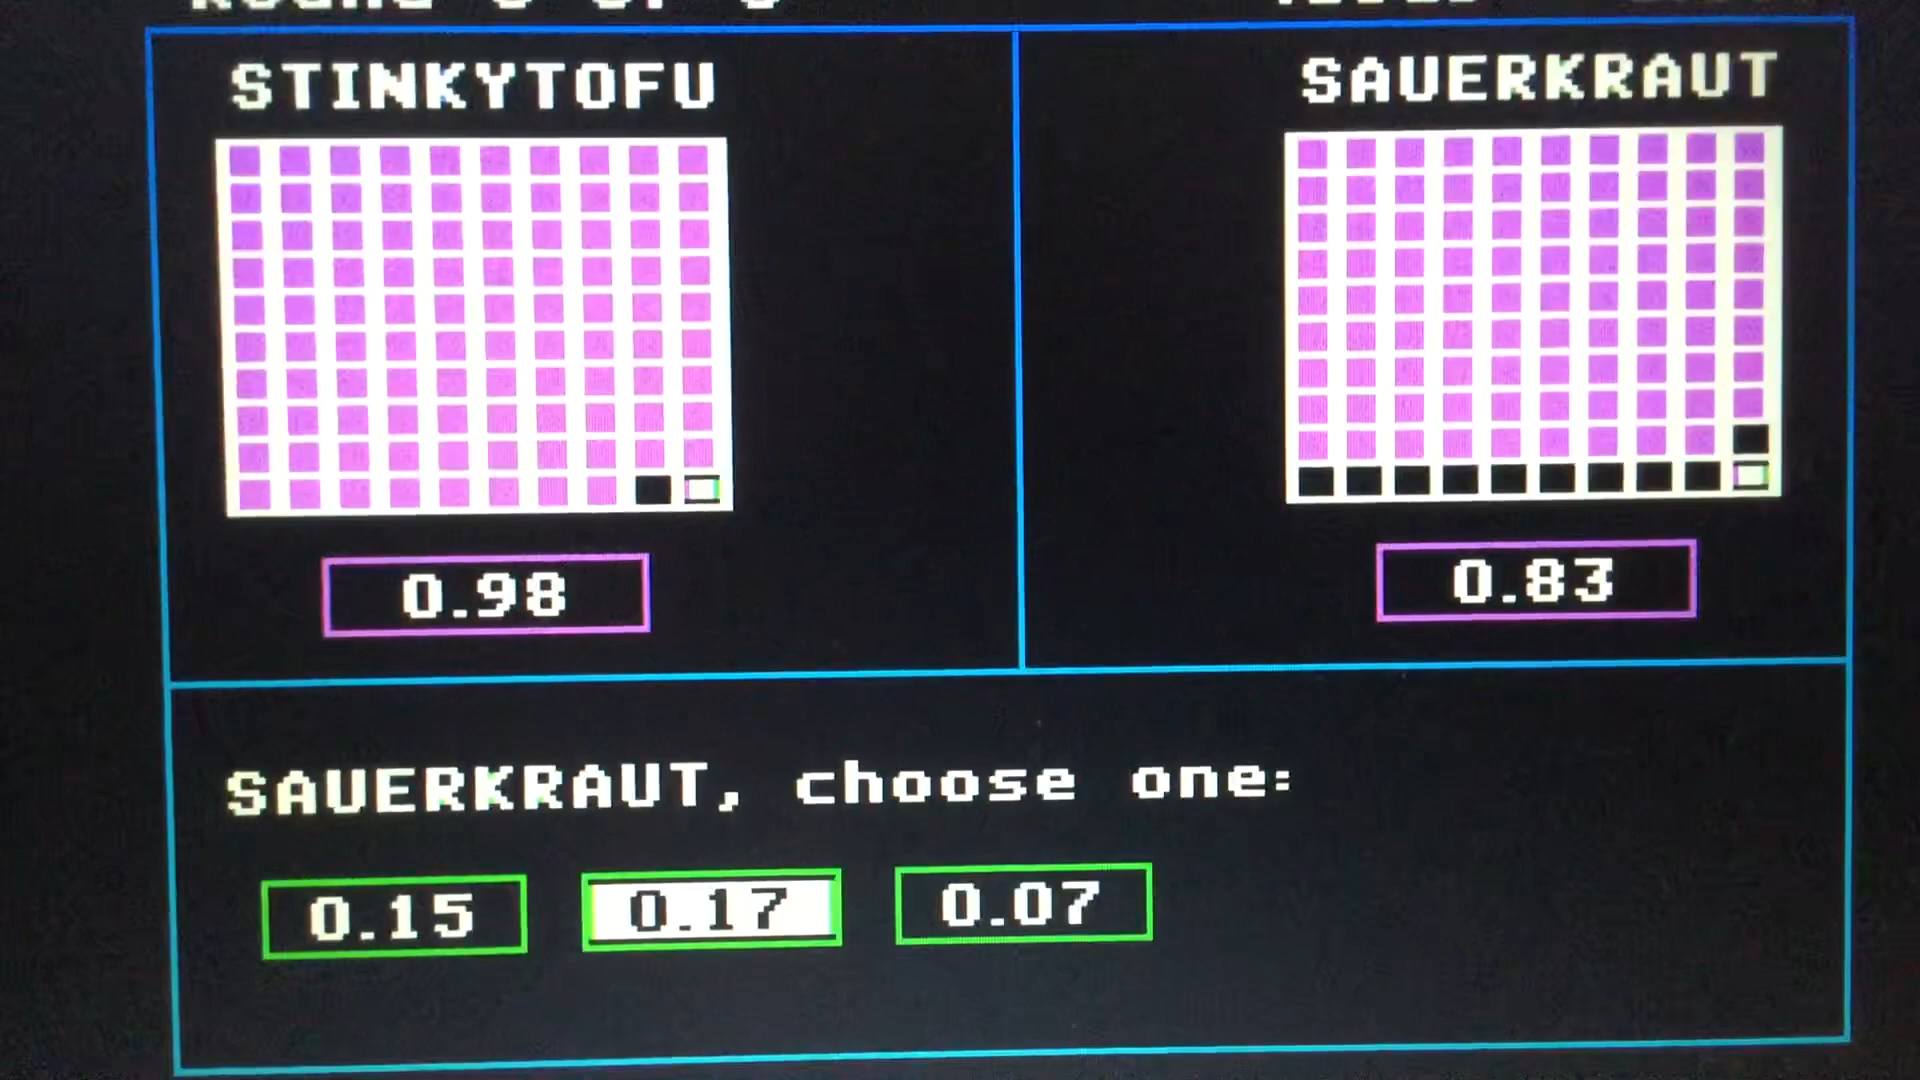 STINKYTOFU
SAUERKRAUT
0.98
0.83
SAUERKRAUT, choose one:
0.15 0.17 0.07